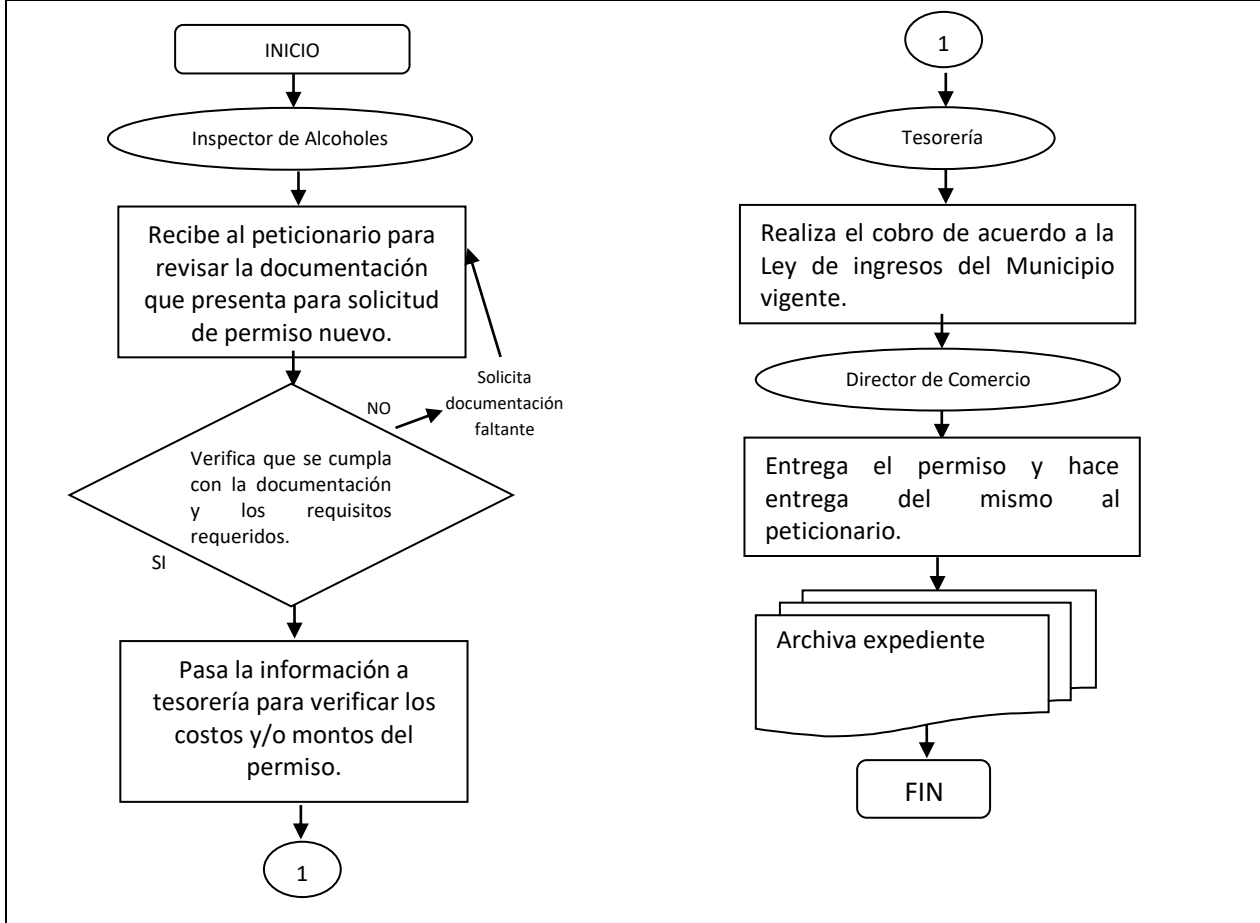 INICIO
Inspector de Alcoholes
Recibe al peticionario para
revisar la documentación
que presenta para solicitud
de permiso nuevo.
Solicita
documentación
faltante
NO
Verifica que se cumpla
con la documentación
y los requisitos
requeridos.
SI
Pasa la información a
tesorería para verificar los
costos y/o montos del
permiso.
1
1
Tesorería
Realiza el cobro de acuerdo a la
Ley de ingresos del Municipio
vigente.
Director de Comercio
Entrega el permiso y hace
entrega del mismo al
peticionario.
Archiva expediente
FIN